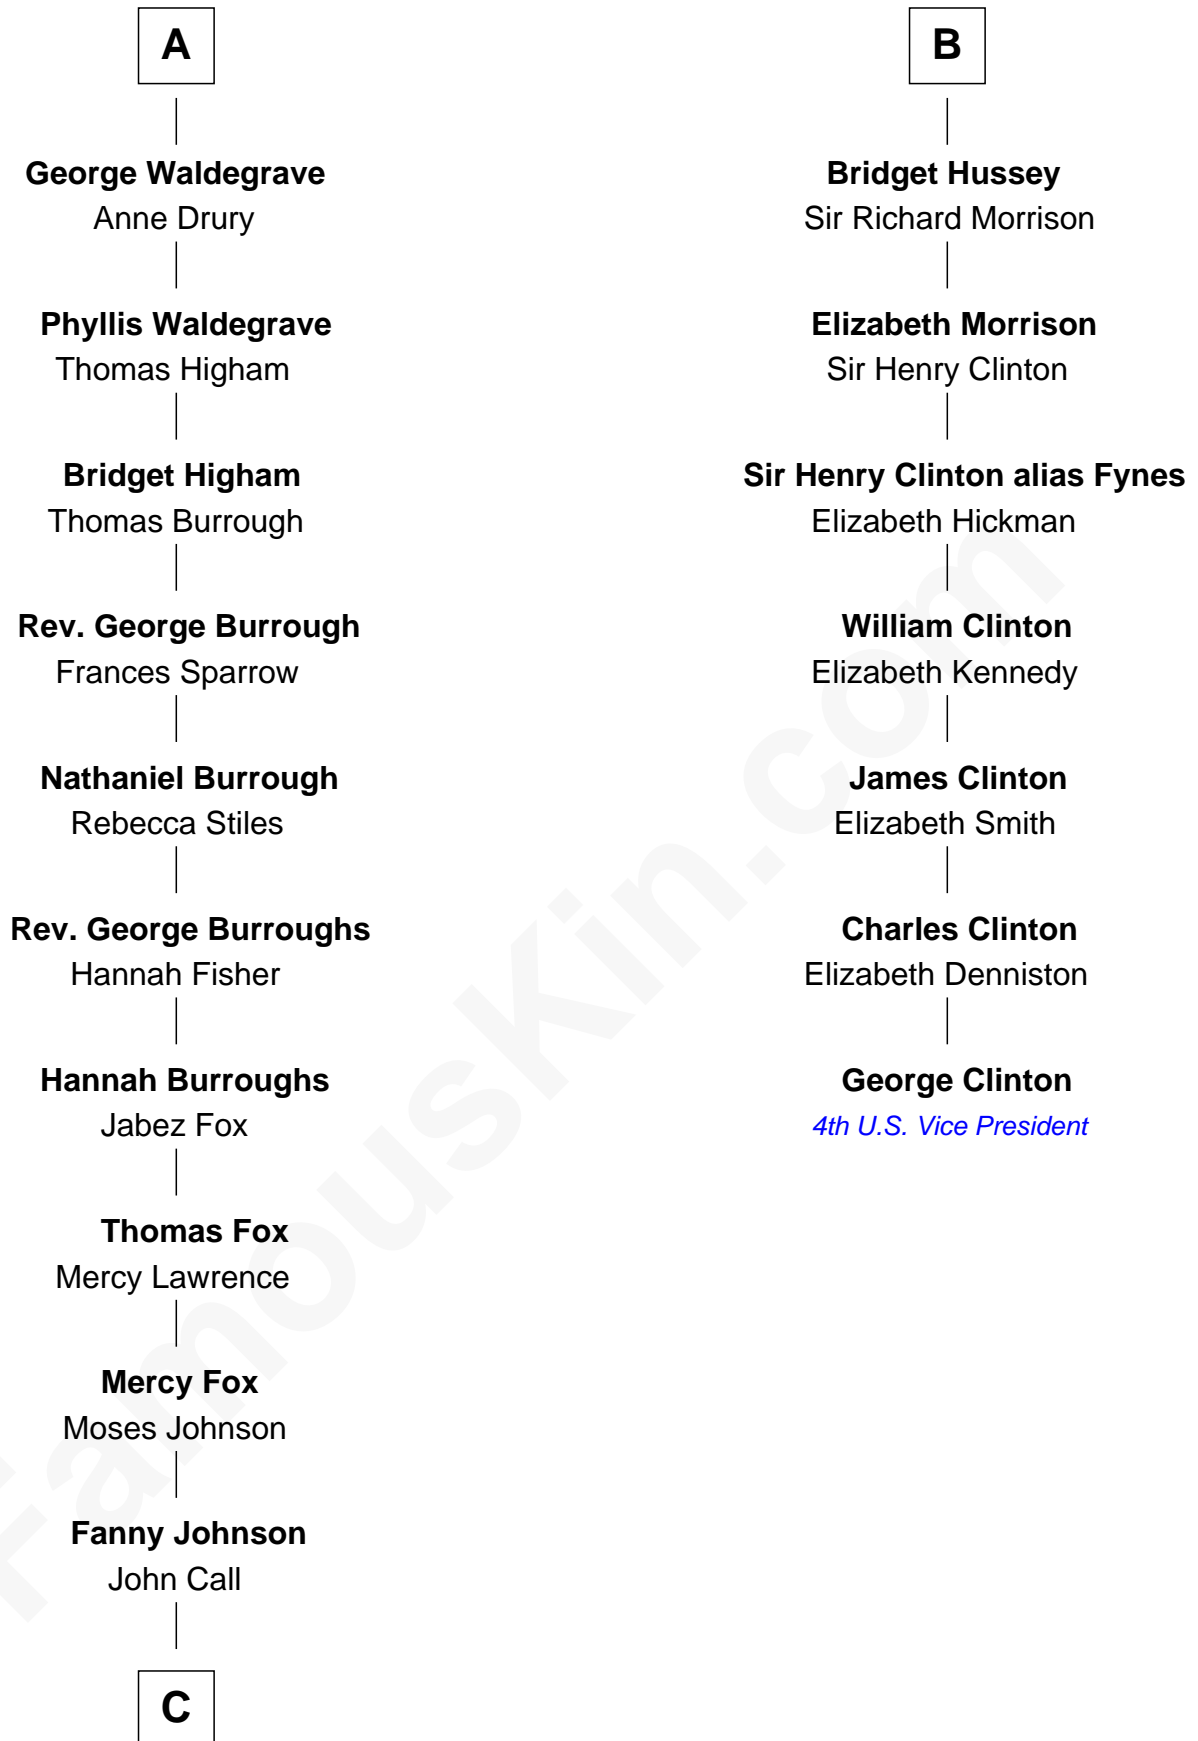 A
George Waldegrave
Anne Drury
Phyllis Waldegrave
Thomas Higham
Bridget Higham
Thomas Burrough
Rev. George Burrough
Frances Sparrow
Nathaniel Burrough
Rebecca Stiles
Rev. George Burroughs
Hannah Fisher
Hannah Burroughs
Jabez Fox
Thomas Fox
Mercy Lawrence
Mercy Fox
Moses Johnson
Fanny Johnson
John Call
C
B
Bridget Hussey
Sir Richard Morrison
Elizabeth Morrison
Sir Henry Clinton
Sir Henry Clinton alias Fynes
Elizabeth Hickman
William Clinton
Elizabeth Kennedy
James Clinton
Elizabeth Smith
Charles Clinton
Elizabeth Denniston
George Clinton
4th U.S. Vice President
FamousKin.com